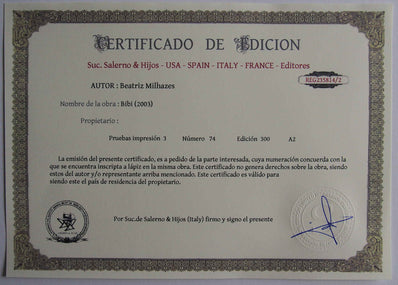 CERTIFICADO DE EDICION
Suc. Salerno & Hijos - USA - SPAIN - ITALY - FRANCE - Editores
REG235814/2
AUTOR : Beatriz Milhazes
Nombre de la obra : Bibi (2003)
Propietario :
Pruebas impresión 3 Número 74 Edición 300 A2
La emisión del presente certificado, es a pedido de la parte interesada, cuya numeración concuerda con la
que se encuentra inscripta a lápiz en la misma obra. Este certificado no genera derechos sobre la obra, siendo
estos del autor y/o representante arriba mencionado. Este certificado es válido para
siendo este el país de residencia del propietario.
Por Suc.de Salerno & Hijos (Italy) firmo y signo el presente